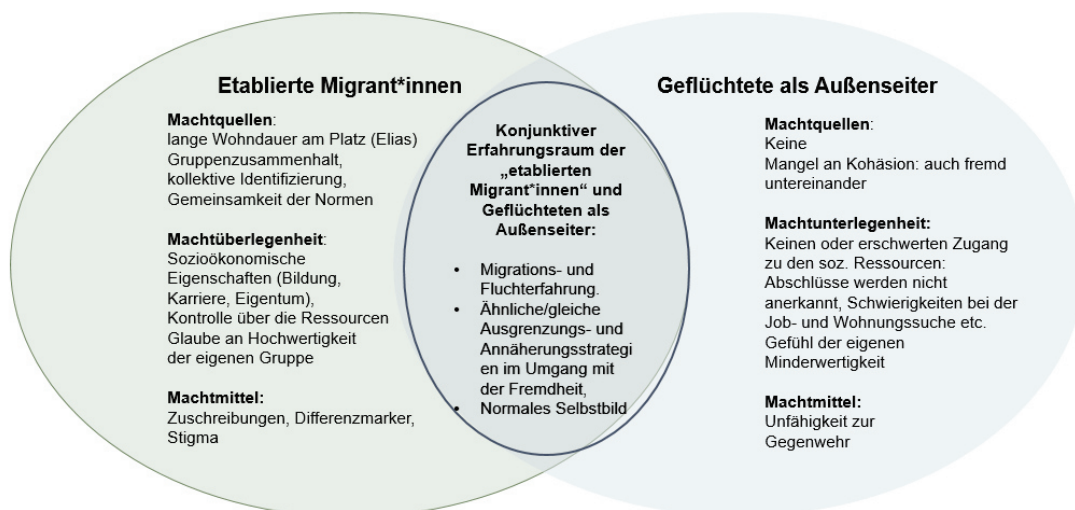 Etablierte Migrant*innen
Machtquellen:
lange Wohndauer am Platz (Elias)
Gruppenzusammenhalt,
kollektive Identifizierung,
Gemeinsamkeit der Normen
Machtüberlegenheit:
Sozioökonomische
Eigenschaften (Bildung,
Karriere, Eigentum),
Kontrolle über die Ressourcen
Glaube an Hochwertigkeit
der eigenen Gruppe
Machtmittel:
Zuschreibungen, Differenzmarker,
Stigma
Konjunktiver
Erfahrungsraum der
„etablierten
Migrant*innen“ und
Geflüchteten als
Außenseiter:
• Migrations- und
Fluchterfahrung.
• Ähnliche/gleiche
Ausgrenzungs- und
Annäherungsstrategi
en im Umgang mit
der Fremdheit,
• Normales Selbstbild
Geflüchtete als Außenseiter
Machtquellen:
Keine
Mangel an Kohäsion: auch fremd
untereinander
Machtunterlegenheit:
Keinen oder erschwerten Zugang
zu den soz. Ressourcen:
Abschlüsse werden nicht
anerkannt, Schwierigkeiten bei der
Job- und Wohnungssuche etc.
Gefühl der eigenen
Minderwertigkeit
Machtmittel:
Unfähigkeit zur
Gegenwehr